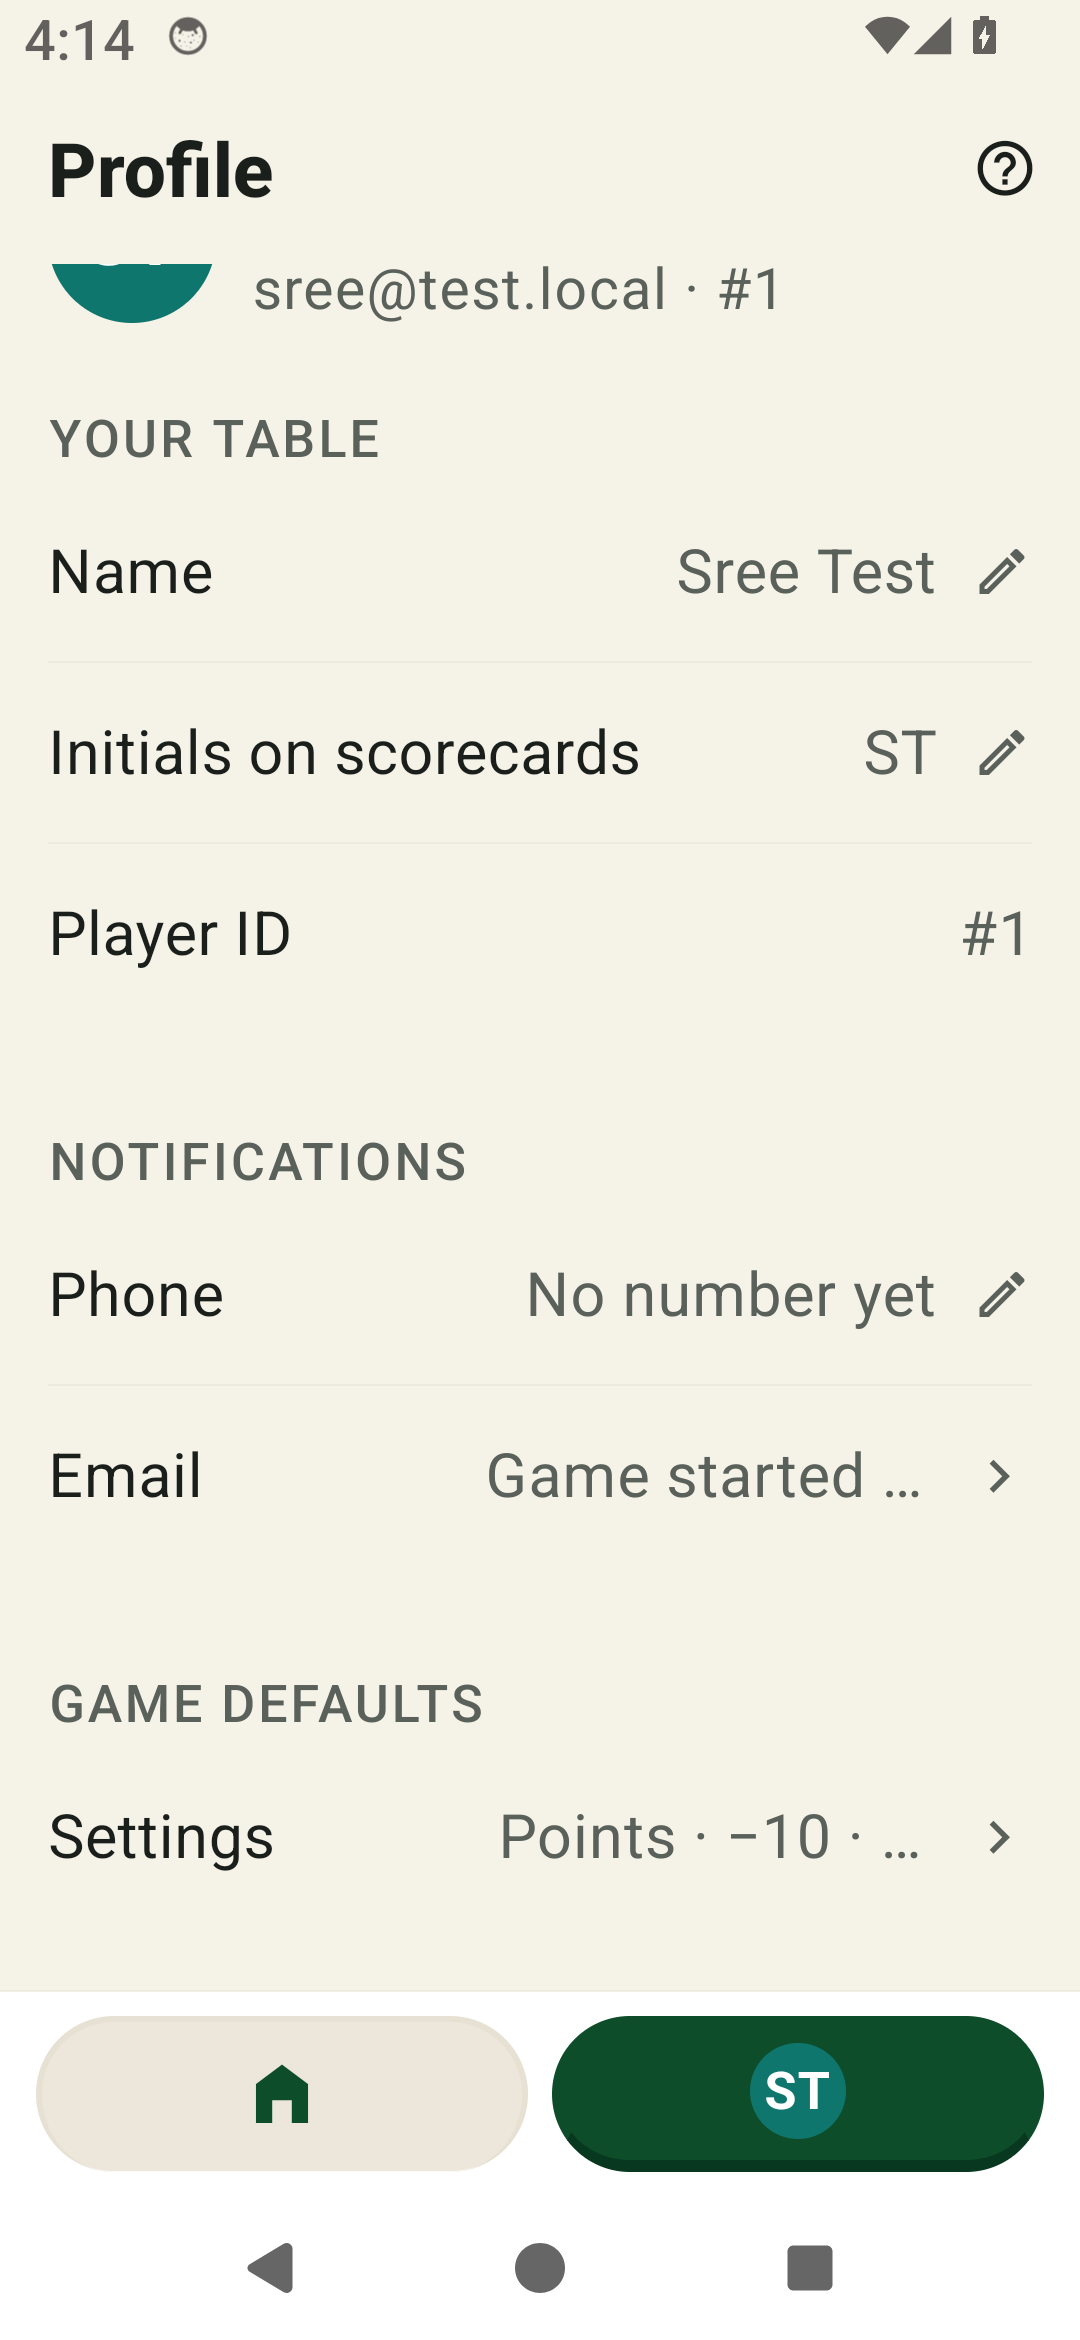 4:14
Profile
sree@test.local · #1
YOUR TABLE
Name Sree Test
Initials on scorecards ST
Player ID #1
NOTIFICATIONS
Phone No number yet
Email Game started …
GAME DEFAULTS
Settings Points · −10 · …
ST